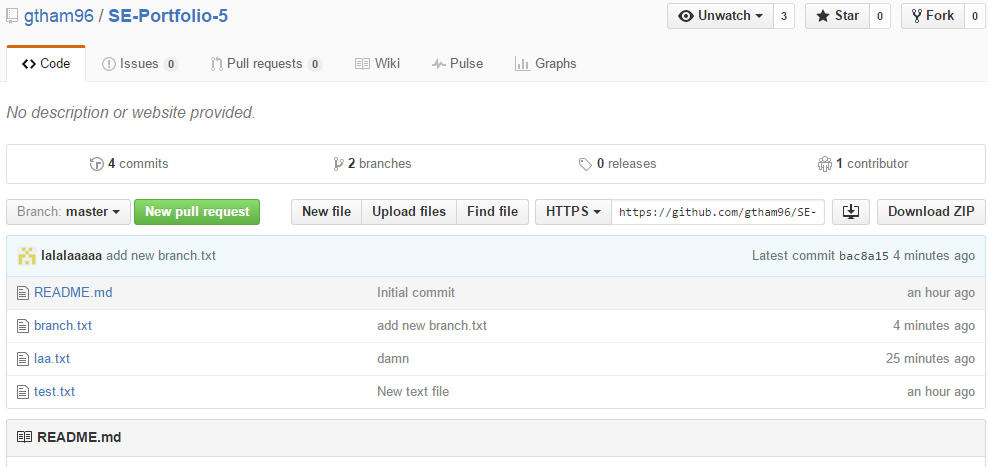 gtham96 / SE-Portfolio-5 Unwatch 3 Star 0 Fork 0
Code Issues 0 Pull requests 0 Wiki Pulse Graphs
No description or website provided.
4 commits 2 branches 0 releases 1 contributor
Branch: master New pull request New file Upload files Find file HTTPS https://github.com/gtham96/SE- Download ZIP
lalalaaaaa add new branch.txt Latest commit bac8a15 4 minutes ago
README.md Initial commit an hour ago
branch.txt add new branch.txt 4 minutes ago
laa.txt damn 25 minutes ago
test.txt New text file an hour ago
README.md